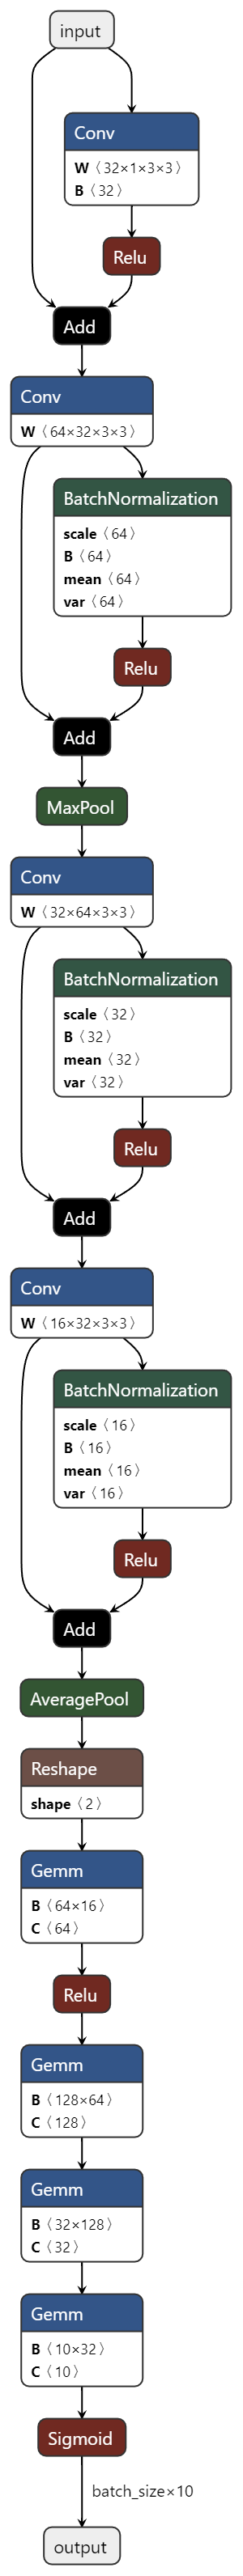 input
Conv
W ⟨32×1×3×3⟩
B ⟨32⟩
Relu
Add
Conv
W ⟨64×32×3×3⟩
BatchNormalization
scale ⟨64⟩
B ⟨64⟩
mean ⟨64⟩
var ⟨64⟩
Relu
Add
MaxPool
Conv
W ⟨32×64×3×3⟩
BatchNormalization
scale ⟨32⟩
B ⟨32⟩
mean ⟨32⟩
var ⟨32⟩
Relu
Add
Conv
W ⟨16×32×3×3⟩
BatchNormalization
scale ⟨16⟩
B ⟨16⟩
mean ⟨16⟩
var ⟨16⟩
Relu
Add
AveragePool
Reshape
shape ⟨2⟩
Gemm
B ⟨64×16⟩
C ⟨64⟩
Relu
Gemm
B ⟨128×64⟩
C ⟨128⟩
Gemm
B ⟨32×128⟩
C ⟨32⟩
Gemm
B ⟨10×32⟩
C ⟨10⟩
Sigmoid
batch_size×10
output